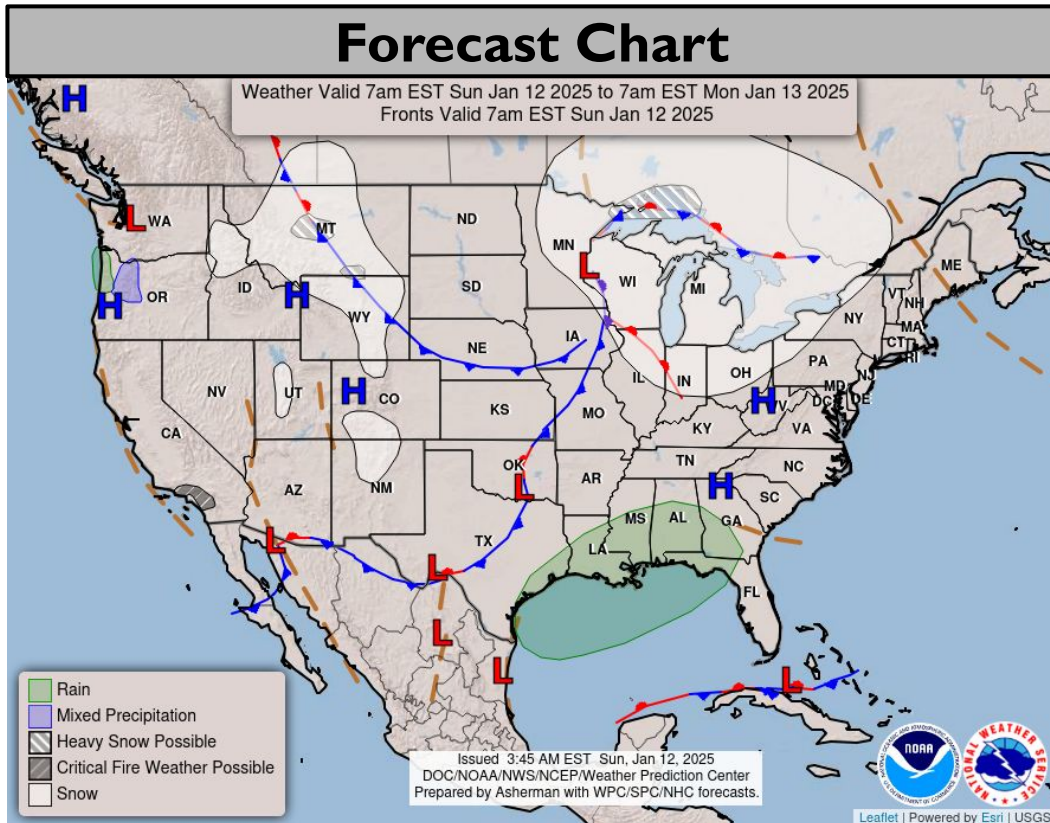 Forecast Chart
Weather Valid 7am EST Sun Jan 12 2025 to 7am EST Mon Jan 13 2025
Fronts Valid 7am EST Sun Jan 12 2025
H
L WA
MT
ND
MN
ME
H
OR
ID
H
WY
SD
L
WI
MI
VT
NH
NY
MA
CT
RI
NV
UT
H
CO
NE
IA
IL
IN
OH
PA
NJ
MD
DE
DC
H
WV
VA
CA
KS
MO
KY
AZ
NM
OK
L
AR
TN
NC
H
SC
L
TX
L
LA
MS
AL
GA
FL
L
L
L
Rain
Mixed Precipitation
Heavy Snow Possible
Critical Fire Weather Possible
Snow
Issued 3:45 AM EST Sun, Jan 12, 2025
DOC/NOAA/NWS/NCEP/Weather Prediction Center
Prepared by Asherman with WPC/SPC/NHC forecasts.
NOAA
NATIONAL WEATHER SERVICE
Leaflet | Powered by Esri | USGS